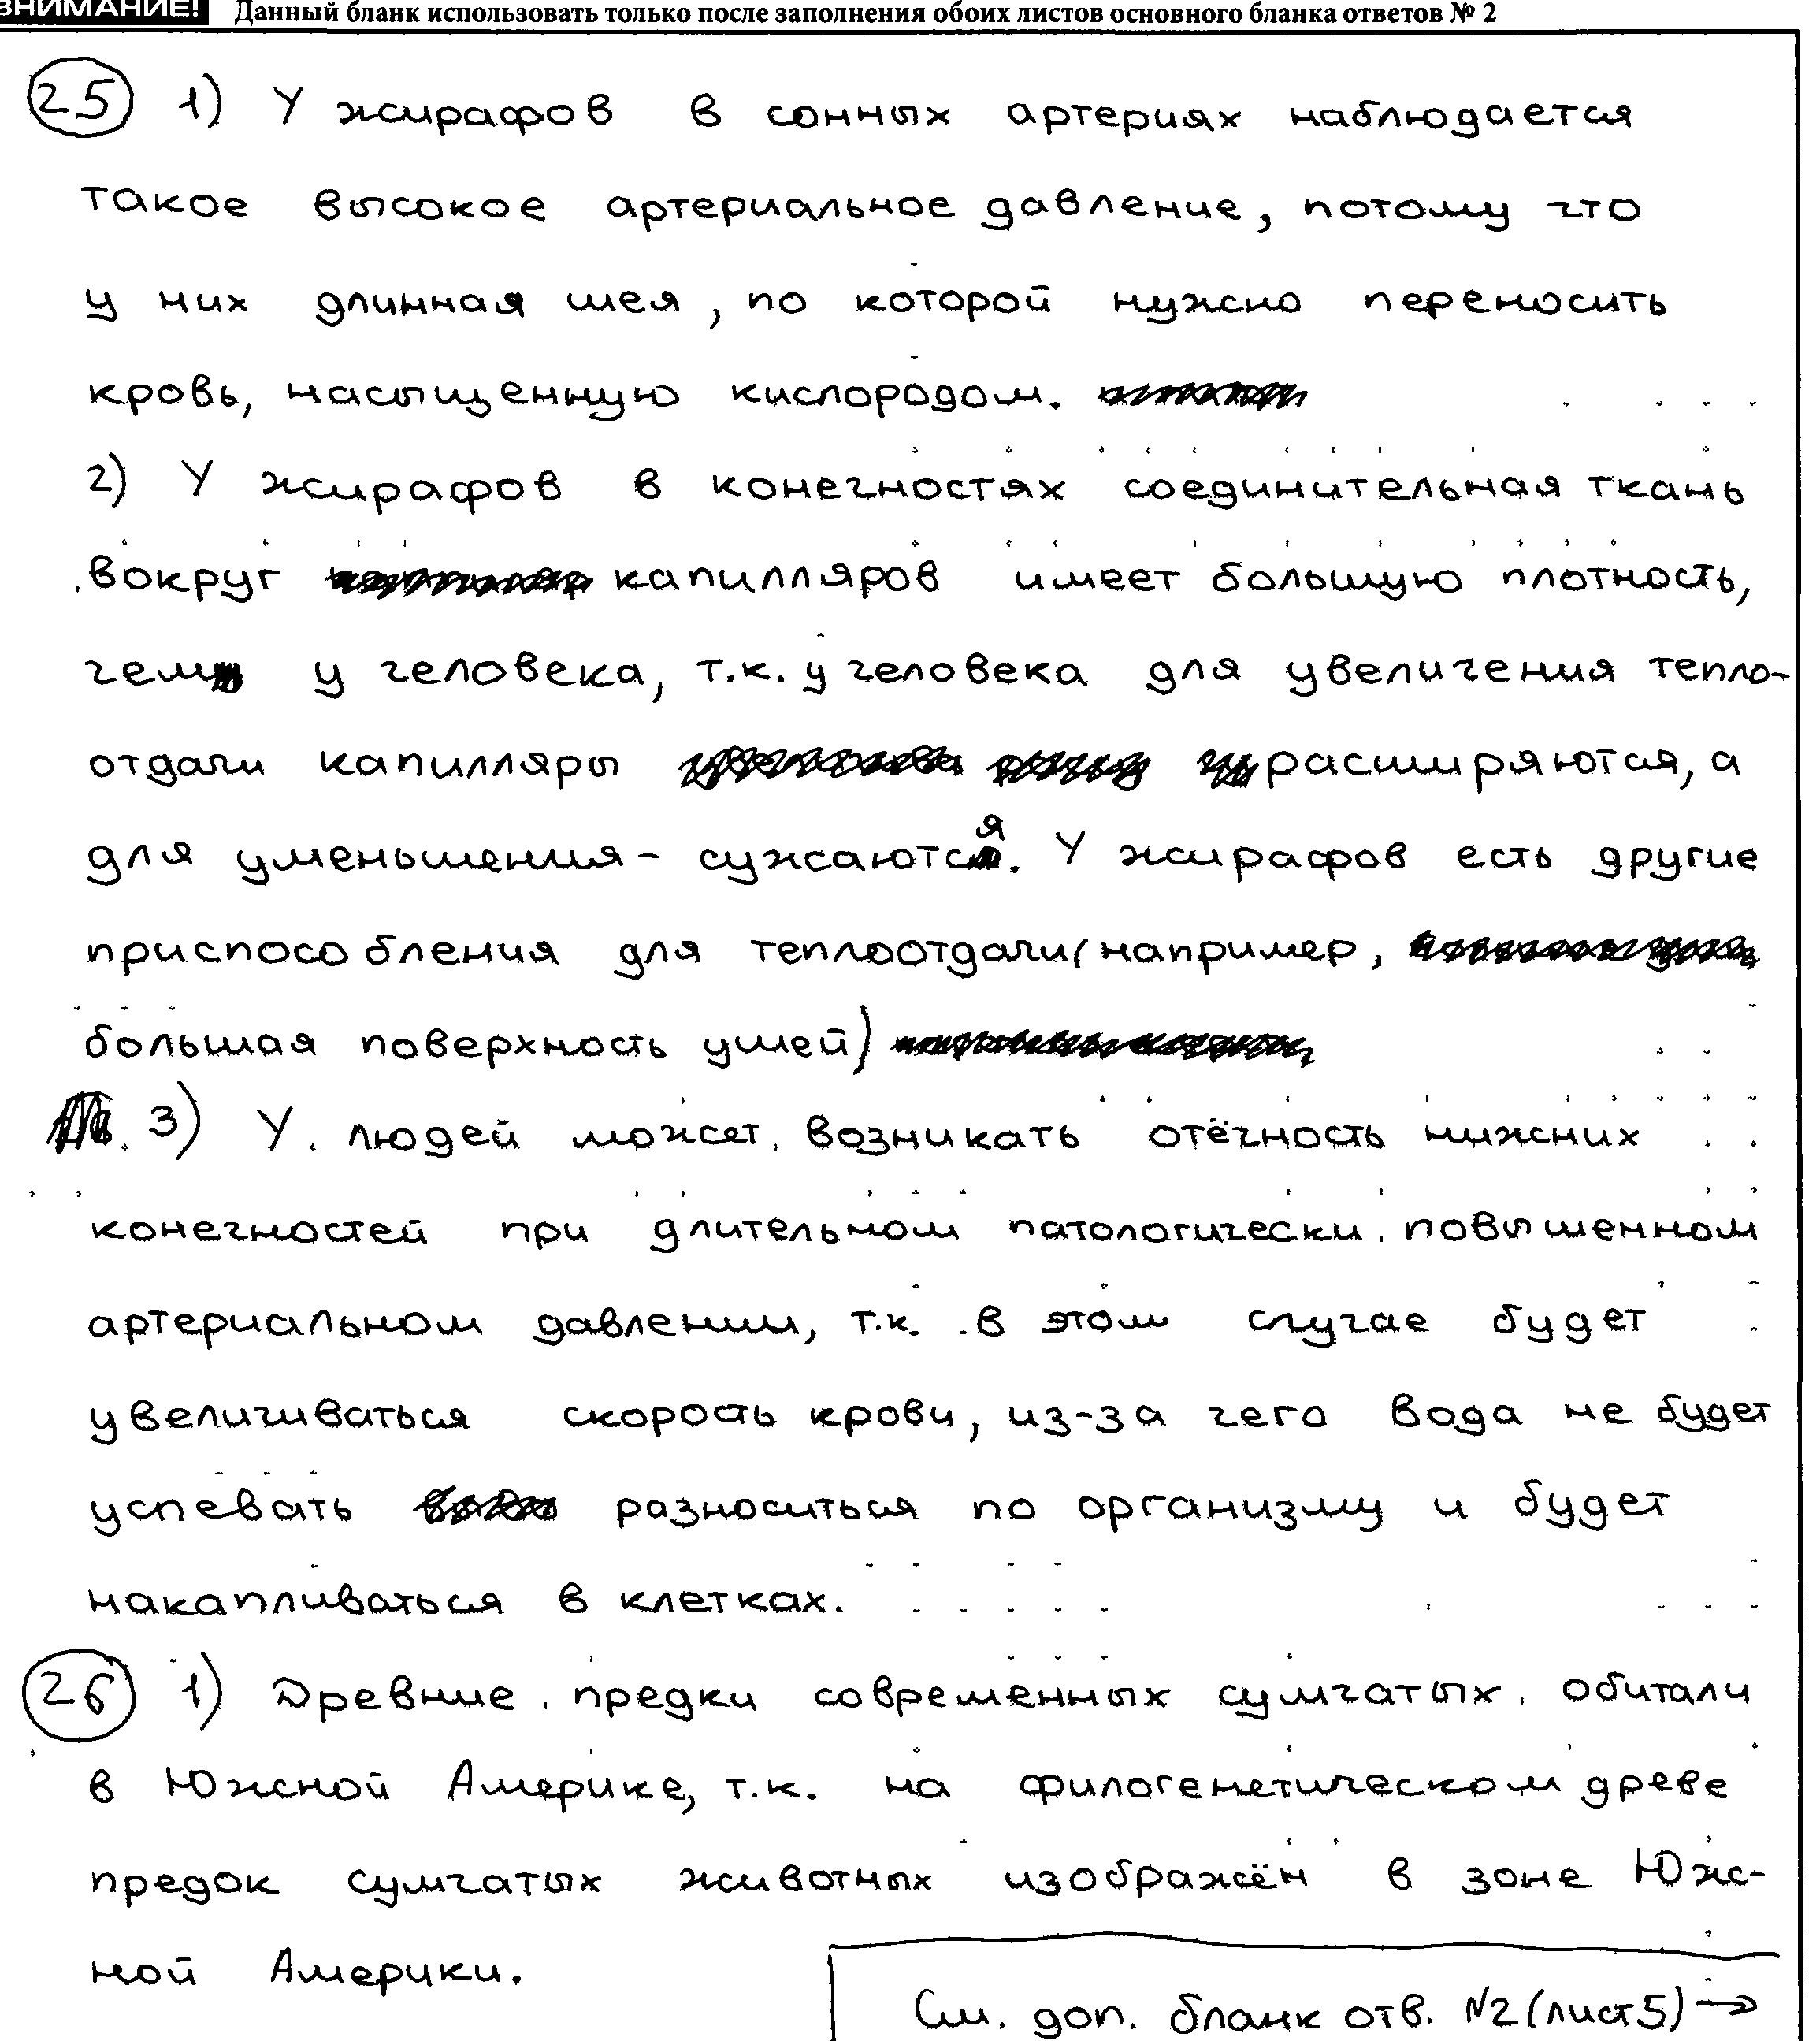 ВНИМАНИЕ! Данный бланк использовать только после заполнения обоих листов основного бланка ответов № 2
25 1) У жирафов в сонных артериях наблюдается
такое высокое артериальное давление, потому что
у них длинная шея, по которой нужно переносить
кровь, насыщенную кислородом.
2) У жирафов в конечностях соединительная ткань
вокруг капилляров имеет большую плотность,
чем у человека, т.к. у человека для увеличения тепло-
отдачи капилляры расширяются, а
для уменьшения - сужаются. У жирафов есть другие
приспособления для теплоотдачи (например,
большая поверхность ушей)
3) У людей может возникать отёчность нижних
конечностей при длительном патологически повышенном
артериальном давлении, т.к. в этом случае будет
увеличиваться скорость крови, из-за чего вода не будет
успевать разноситься по организму и будет
накапливаться в клетках.
26 1) Древние предки современных сумчатых обитали
в Южной Америке, т.к. на филогенетическом древе
предок сумчатых животных изображён в зоне Юж-
ной Америки.
См. доп. бланк отв. №2 (лист 5) →